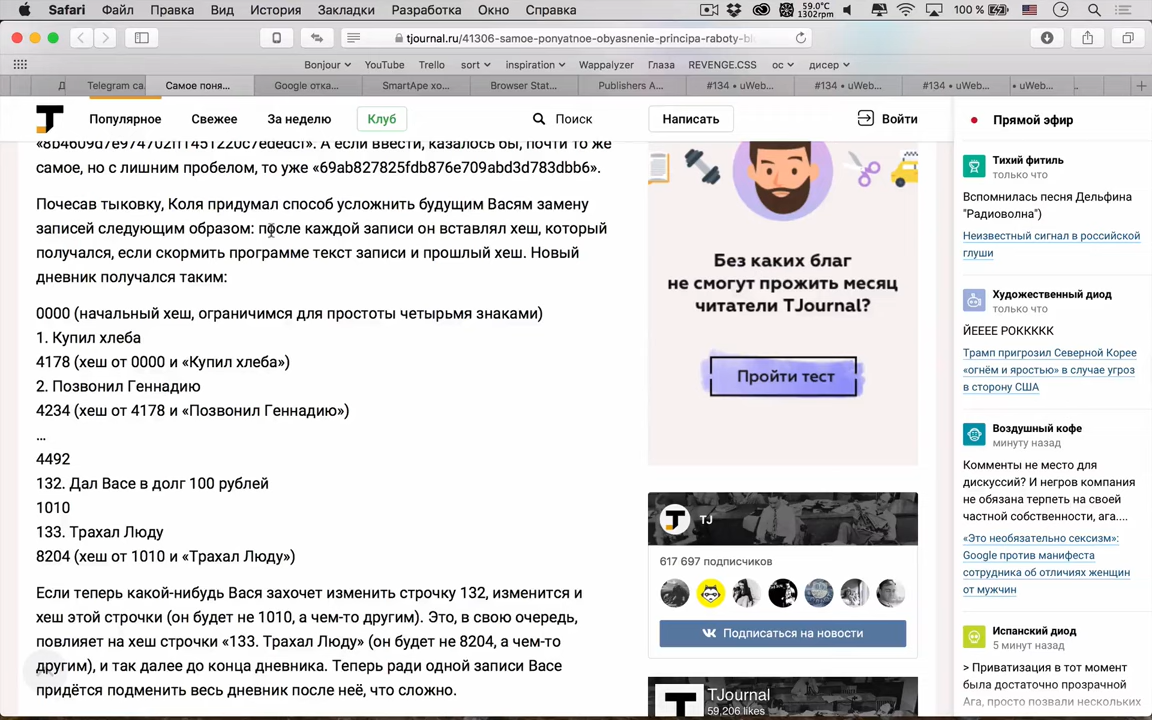 Safari Файл Правка Вид История Закладки Разработка Окно Справка
59.0°C
1302rpm
100 %
tjournal.ru/41306-samoe-ponyatnoe-obyasnenie-principa-raboty-bl
Bonjour YouTube Trello sort inspiration Wappalyzer Глаза REVENGE.CSS ос дисер
Д Telegram са. Самое поня... Google отка... SmartApe хо... Browser Stat... Publishers A... #134 • uWeb... #134 • uWeb... #134 • uWeb... • uWeb...
Популярное Свежее За неделю Клуб Поиск Написать Войти
«8b4609d7e974702ff145122bc7ededcf». А если ввести, казалось бы, почти то же
самое, но с лишним пробелом, то уже «69ab827825fdb876e709abd3d783dbb6».
Почесав тыковку, Коля придумал способ усложнить будущим Васям замену
записей следующим образом: после каждой записи он вставлял хеш, который
получался, если скормить программе текст записи и прошлый хеш. Новый
дневник получался таким:
0000 (начальный хеш, ограничимся для простоты четырьмя знаками)
1. Купил хлеба
4178 (хеш от 0000 и «Купил хлеба»)
2. Позвонил Геннадию
4234 (хеш от 4178 и «Позвонил Геннадию»)
...
4492
132. Дал Васе в долг 100 рублей
1010
133. Трахал Люду
8204 (хеш от 1010 и «Трахал Люду»)
Если теперь какой-нибудь Вася захочет изменить строчку 132, изменится и
хеш этой строчки (он будет не 1010, а чем-то другим). Это, в свою очередь,
повлияет на хеш строчки «133. Трахал Люду» (он будет не 8204, а чем-то
другим), и так далее до конца дневника. Теперь ради одной записи Васе
придётся подменить весь дневник после неё, что сложно.
Без каких благ
не смогут прожить месяц
читатели TJournal?
Пройти тест
TJ
617 697 подписчиков
Подписаться на новости
TJournal
59,206 likes
Прямой эфир
Тихий фитиль
только что
Вспомнилась песня Дельфина
"Радиоволна")
Неизвестный сигнал в российской
глуши
Художественный диод
только что
ЙЕЕЕЕ РОККККК
Трамп пригрозил Северной Корее
«огнём и яростью» в случае угроз
в сторону США
Воздушный кофе
минуту назад
Комменты не место для
дискуссий? И негров компания
не обязана терпеть на своей
частной собственности, ага....
«Это необязательно сексизм»:
Google против манифеста
сотрудника об отличиях женщин
от мужчин
Испанский диод
5 минут назад
> Приватизация в тот момент
была достаточно прозрачной
Ага, просто позвали нескольких